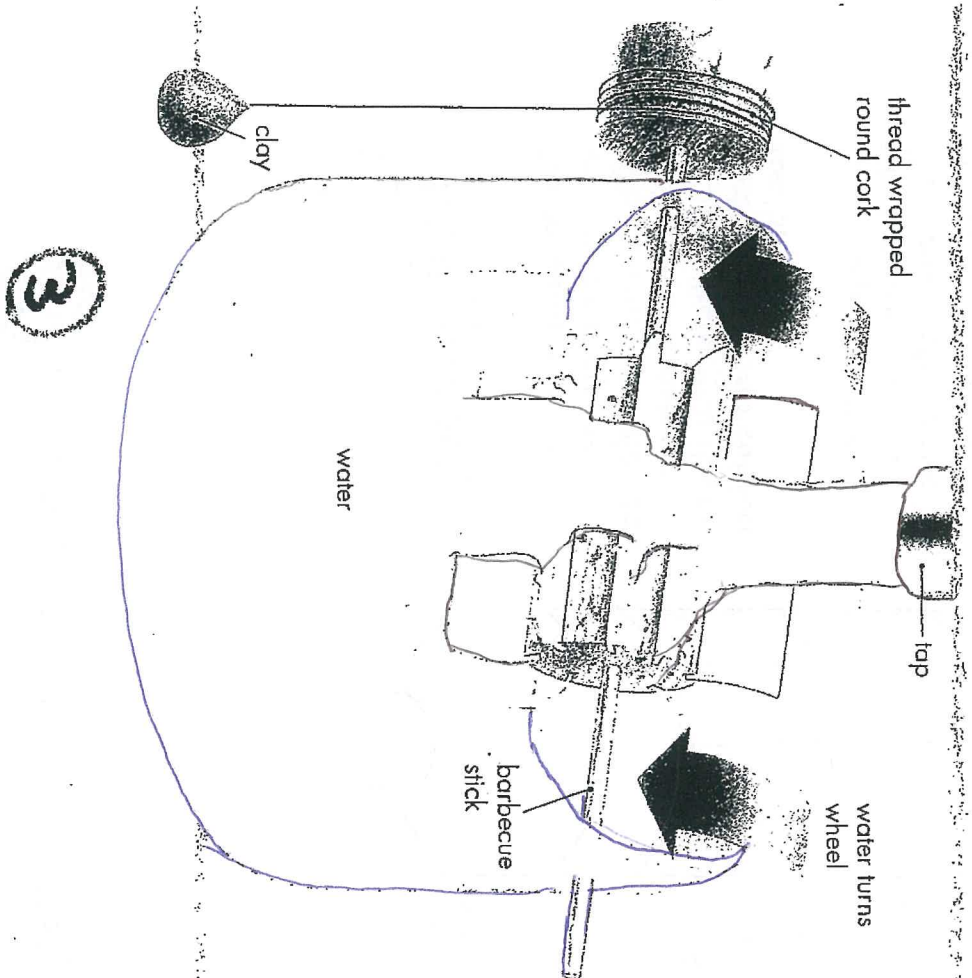 thread wrapped
round cork
clay
water
tap
barbecue
stick
water turns
wheel
3